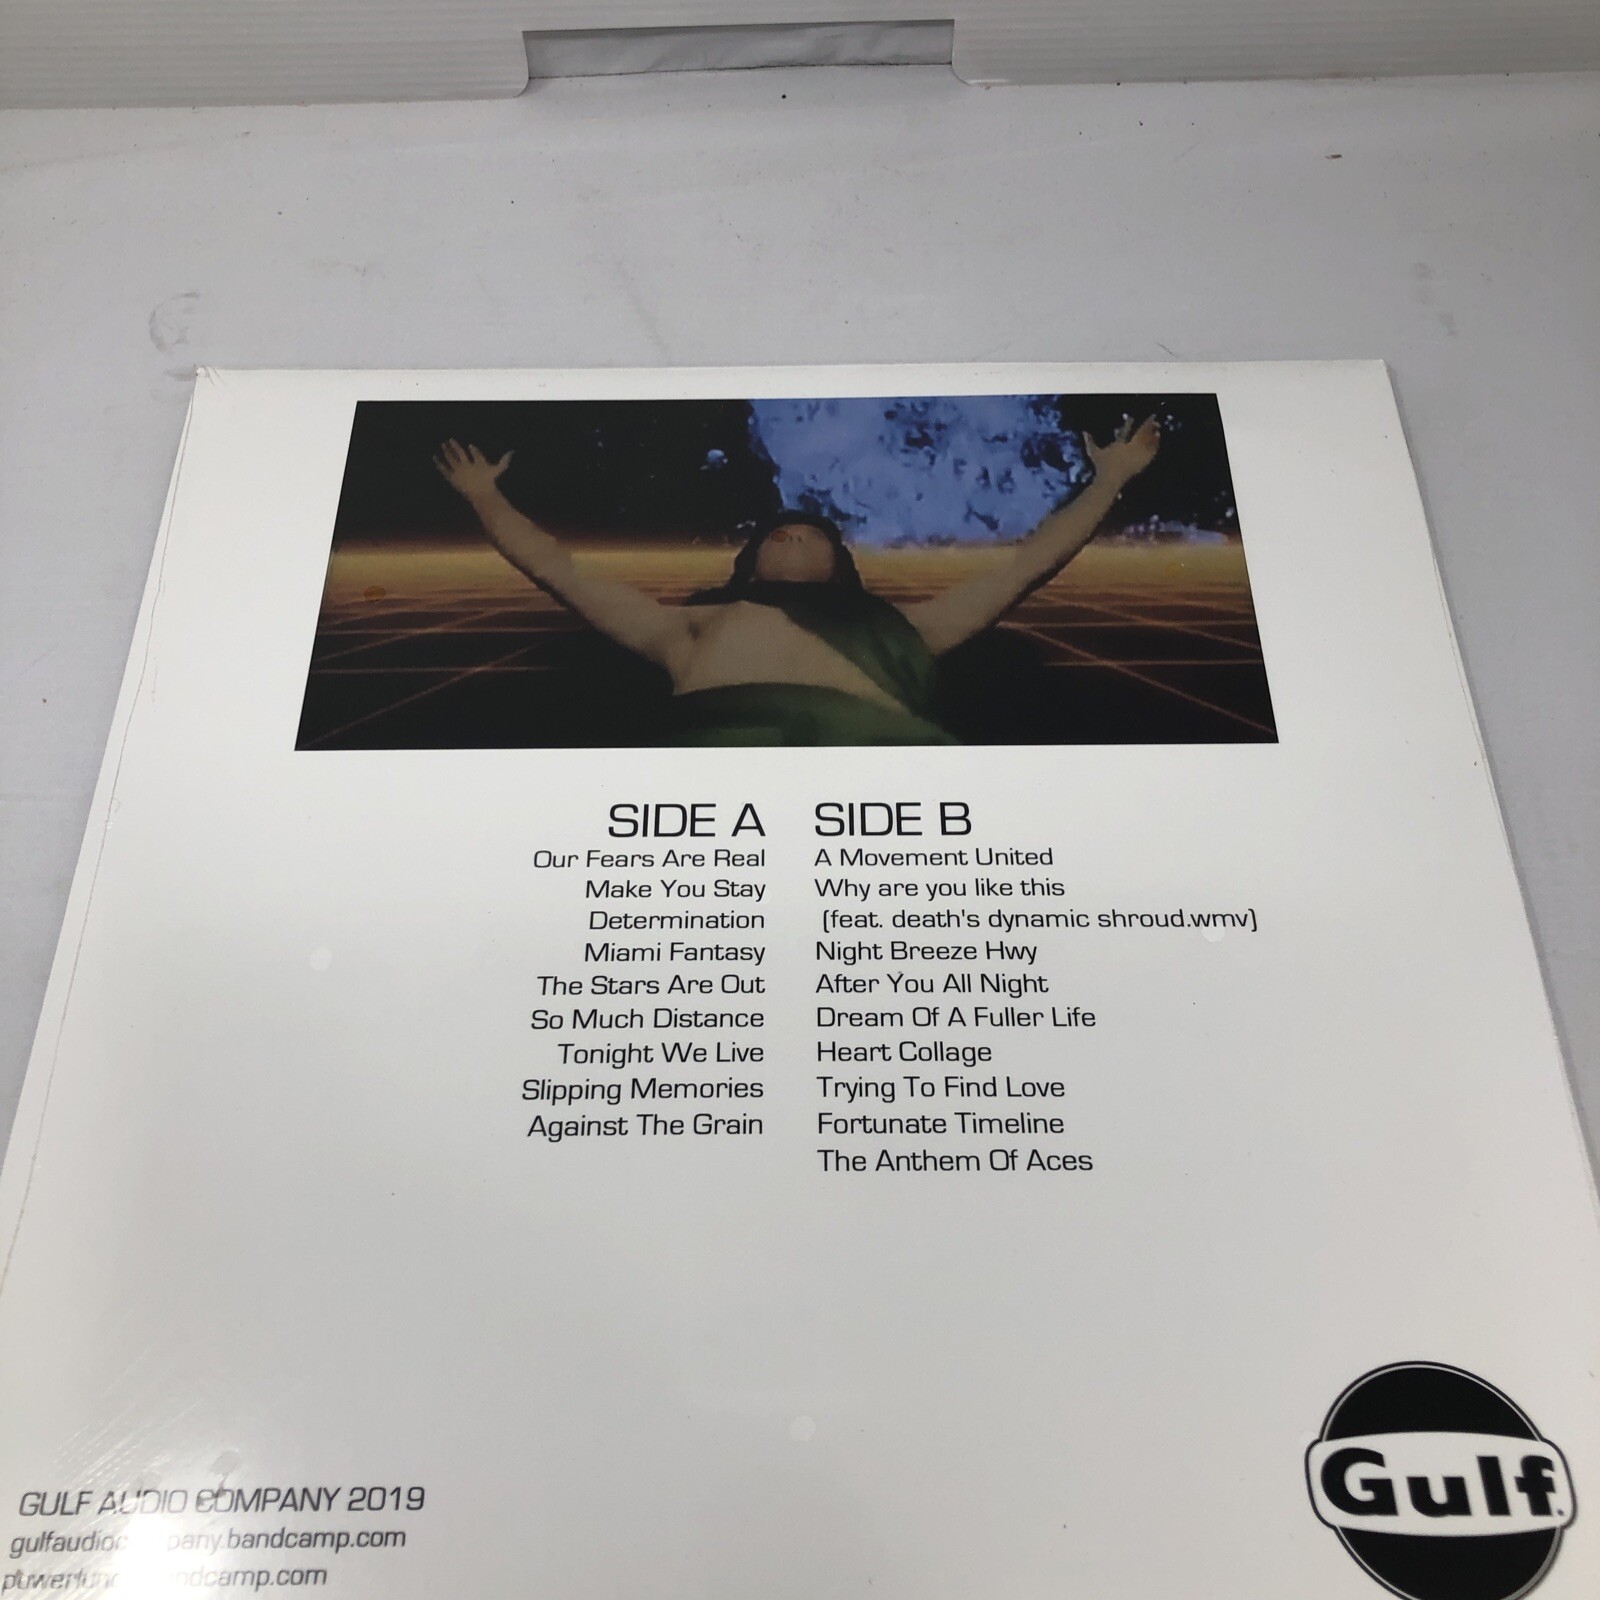 SIDE A
Our Fears Are Real
Make You Stay
Determination
Miami Fantasy
The Stars Are Out
So Much Distance
Tonight We Live
Slipping Memories
Against The Grain
SIDE B
A Movement United
Why are you like this
(feat. death's dynamic shroud.wmv)
Night Breeze Hwy
After You All Night
Dream Of A Fuller Life
Heart Collage
Trying To Find Love
Fortunate Timeline
The Anthem Of Aces
GULF AUDIO COMPANY 2019
Gulf